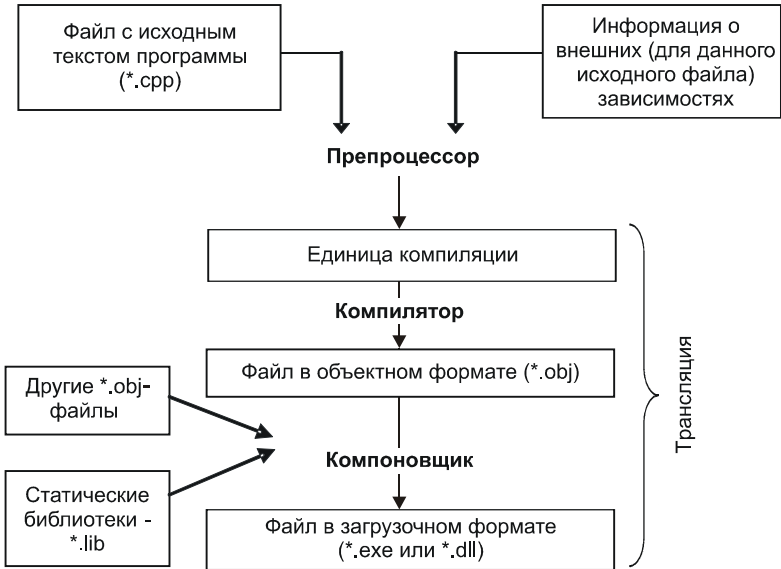 Файл с исходным
текстом программы
(*.cpp)
Информация о
внешних (для данного
исходного файла)
зависимостях
Препроцессор
Единица компиляции
Компилятор
Файл в объектном формате (*.obj)
Другие *.obj-
файлы
Компоновщик
Статические
библиотеки -
*.lib
Файл в загрузочном формате
(*.exe или *.dll)
Трансляция